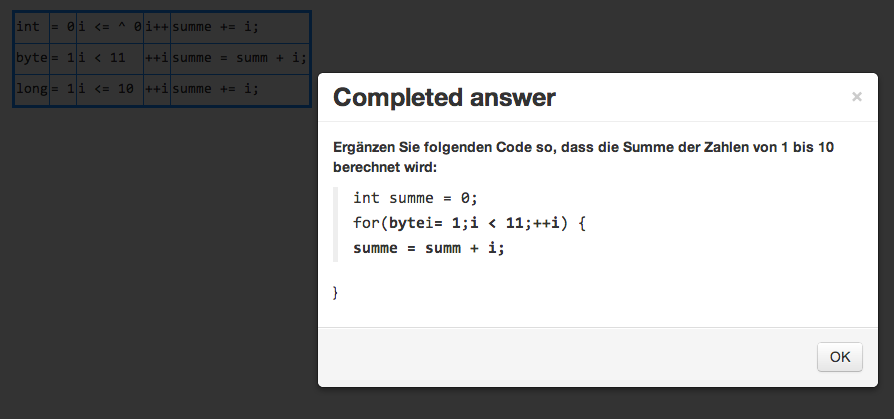 int = 0 i <= ^ 0 i++ summe += i;
byte = 1 i < 11 ++i summe = summ + i;
long = 1 i <= 10 ++i summe += i;
Completed answer ×
Ergänzen Sie folgenden Code so, dass die Summe der Zahlen von 1 bis 10
berechnet wird:
int summe = 0;
for(bytei= 1;i < 11;++i) {
summe = summ + i;
}
OK